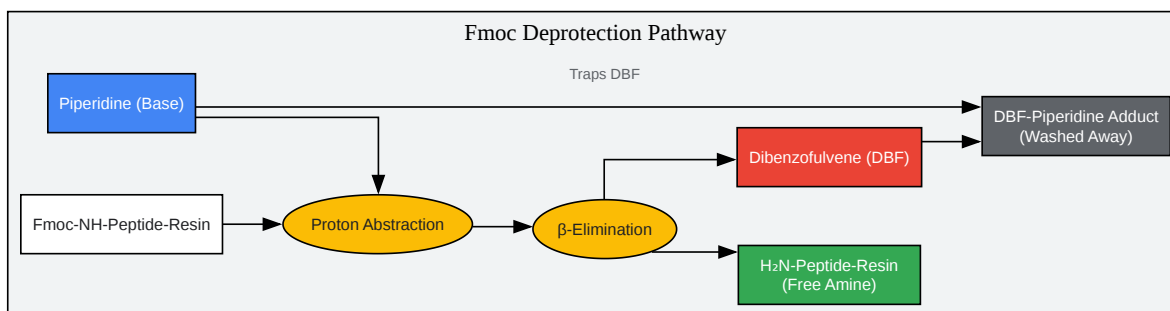 Fmoc Deprotection Pathway
Traps DBF
Piperidine (Base)
DBF-Piperidine Adduct
(Washed Away)
Dibenzofulvene (DBF)
Fmoc-NH-Peptide-Resin
Proton Abstraction
β-Elimination
H₂N-Peptide-Resin
(Free Amine)